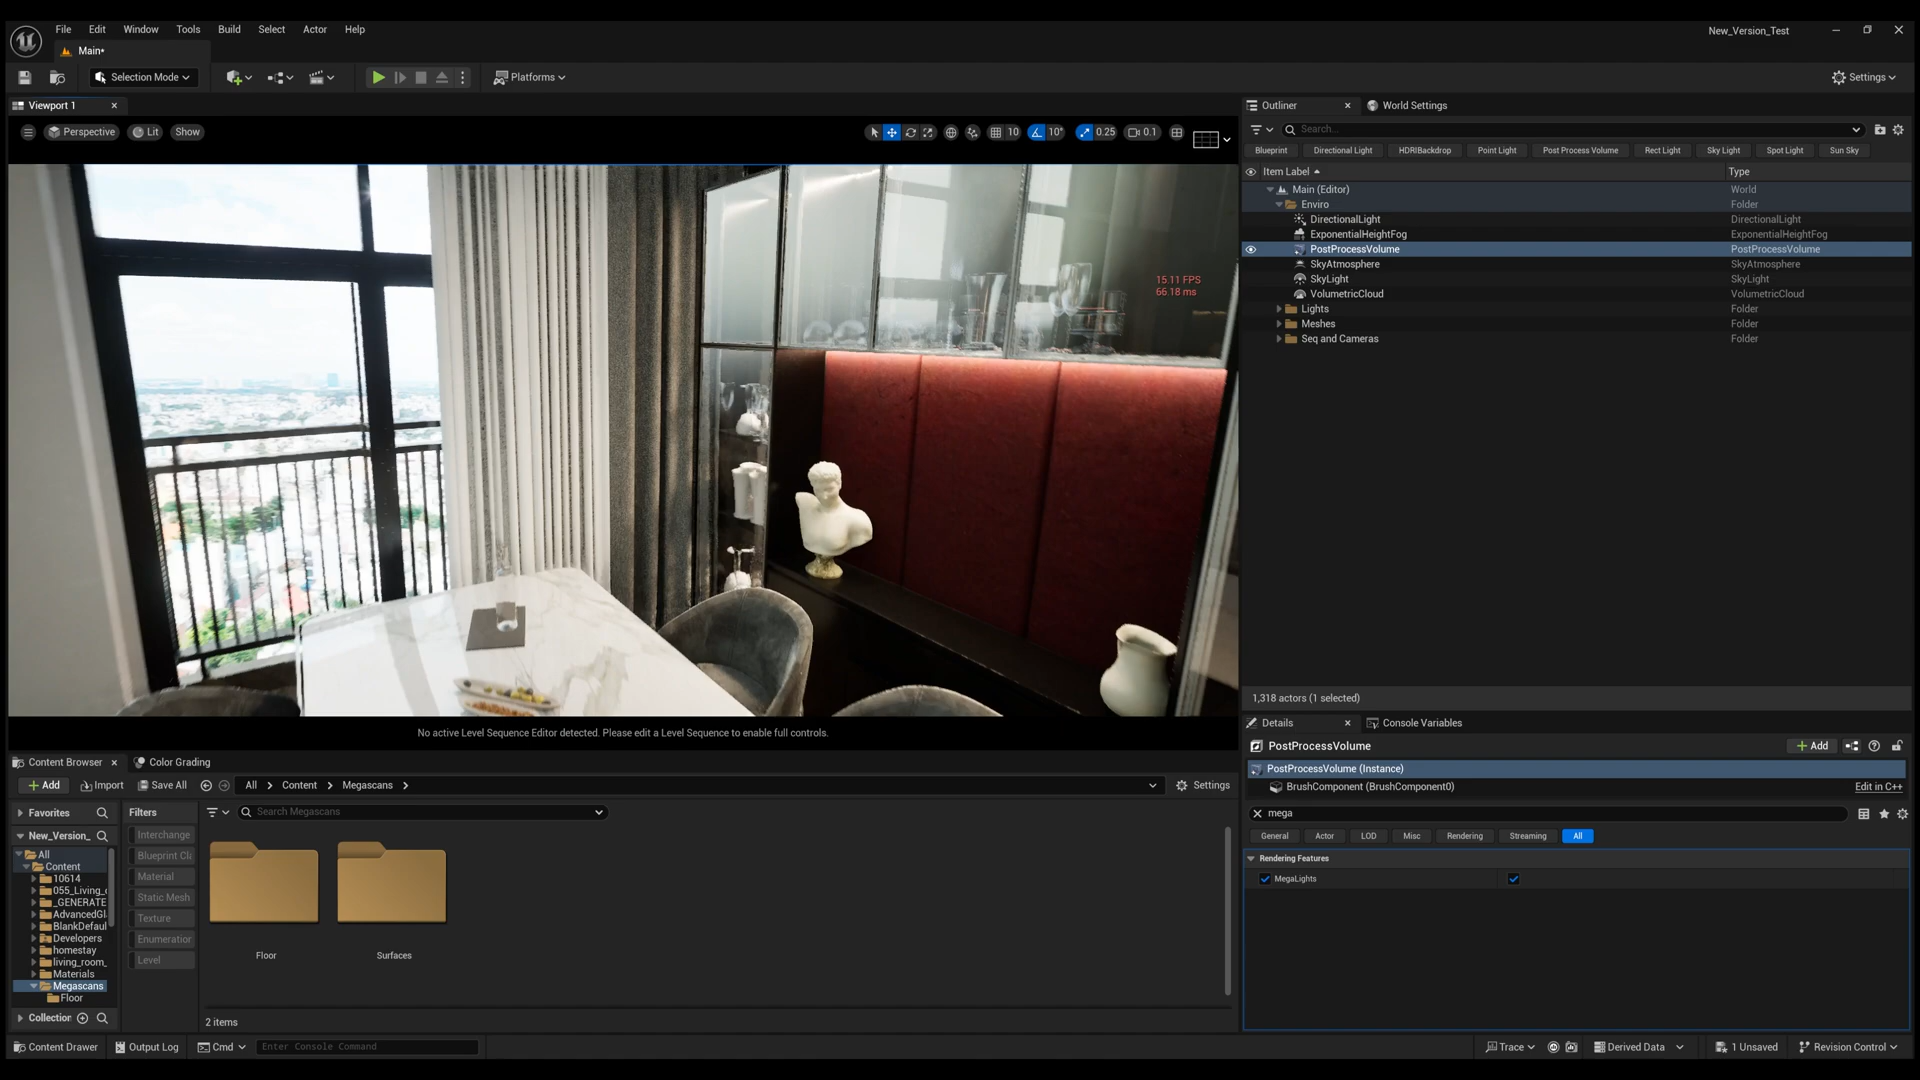 File Edit Window Tools Build Select Actor Help
New_Version_Test
Main*
Selection Mode
Platforms
Settings
Viewport 1
Perspective Lit Show
10 10° 0.25 0.1
15.11 FPS
66.18 ms
No active Level Sequence Editor detected. Please edit a Level Sequence to enable full controls.
Outliner World Settings
Search...
Blueprint Directional Light HDRIBackdrop Point Light Post Process Volume Rect Light Sky Light Spot Light Sun Sky
Item Label Type
Main (Editor) World
Enviro Folder
DirectionalLight DirectionalLight
ExponentialHeightFog ExponentialHeightFog
PostProcessVolume PostProcessVolume
SkyAtmosphere SkyAtmosphere
SkyLight SkyLight
VolumetricCloud VolumetricCloud
Lights Folder
Meshes Folder
Seq and Cameras Folder
1,318 actors (1 selected)
Details Console Variables
PostProcessVolume
Add
PostProcessVolume (Instance)
BrushComponent (BrushComponent0) Edit in C++
mega
General Actor LOD Misc Rendering Streaming All
Rendering Features
MegaLights
Content Browser Color Grading
Add Import Save All All Content Megascans Settings
Favorites
New_Version_
All
Content
10614
055_Living_
_GENERATE
AdvancedGl
BlankDefaul
Developers
homestay
living_room_
Materials
Megascans
Floor
Collection
Filters
Interchange
Blueprint Cl
Material
Static Mesh
Texture
Enumeration
Level
Search Megascans
Floor Surfaces
2 items
Content Drawer Output Log Cmd Enter Console Command
Trace Derived Data 1 Unsaved Revision Control